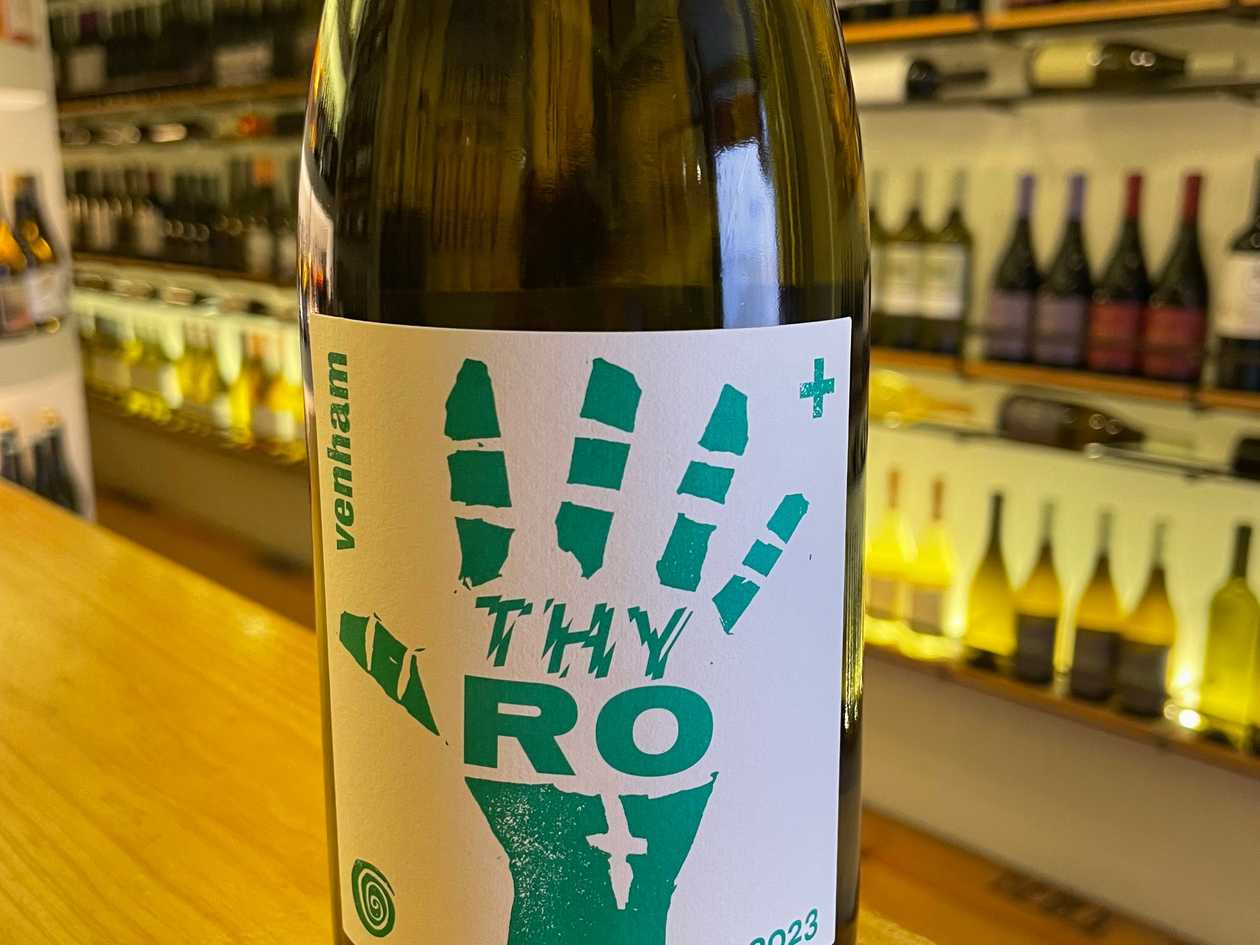 venham
+
THY
RO
2023